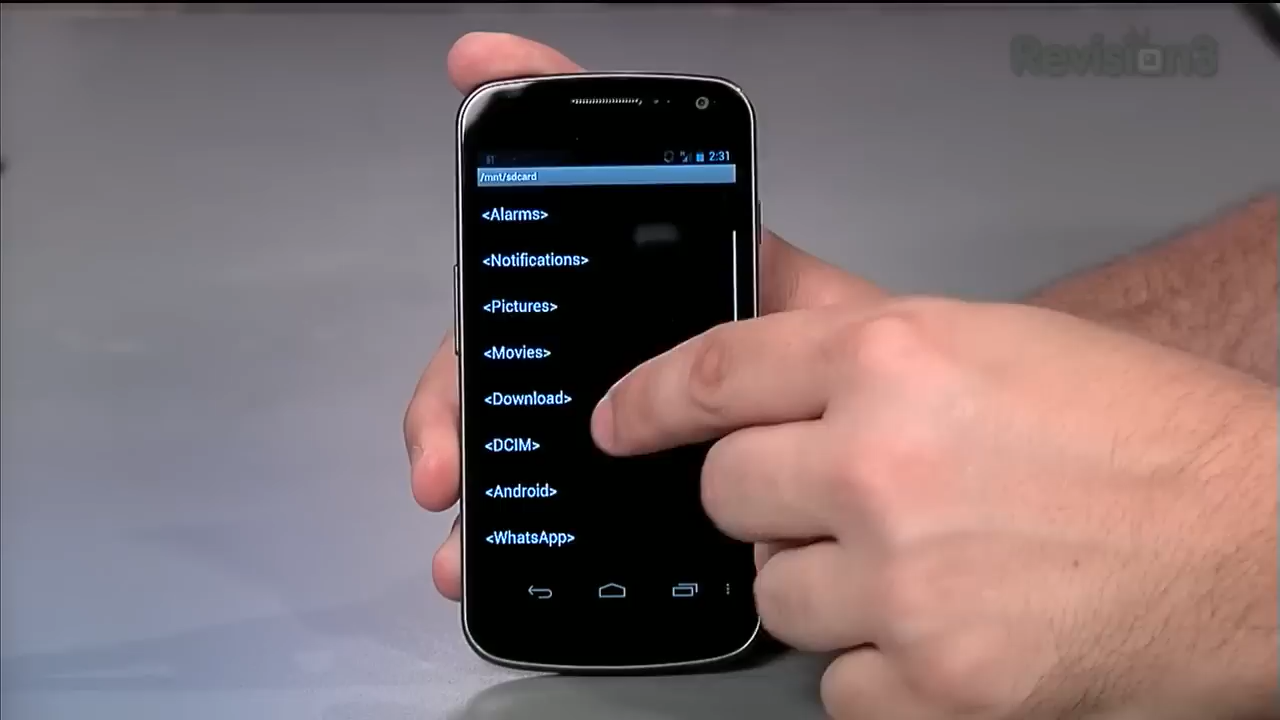 Revision3
2:31
/mnt/sdcard
<Alarms>
<Notifications>
<Pictures>
<Movies>
<Download>
<DCIM>
<Android>
<WhatsApp>